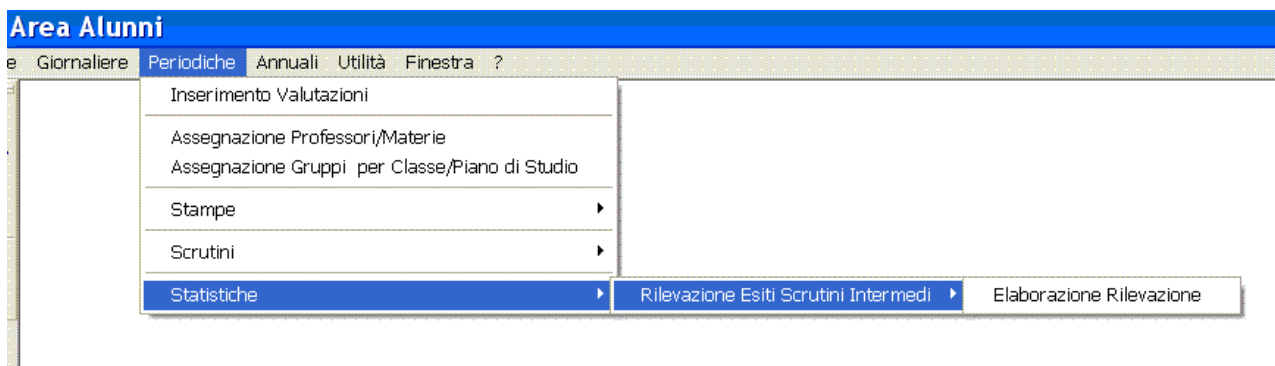 Area Alunni
e Giornaliere Periodiche Annuali Utilità Finestra ?
Inserimento Valutazioni
Assegnazione Professori/Materie
Assegnazione Gruppi per Classe/Piano di Studio
Stampe
Scrutini
Statistiche Rilevazione Esiti Scrutini Intermedi Elaborazione Rilevazione